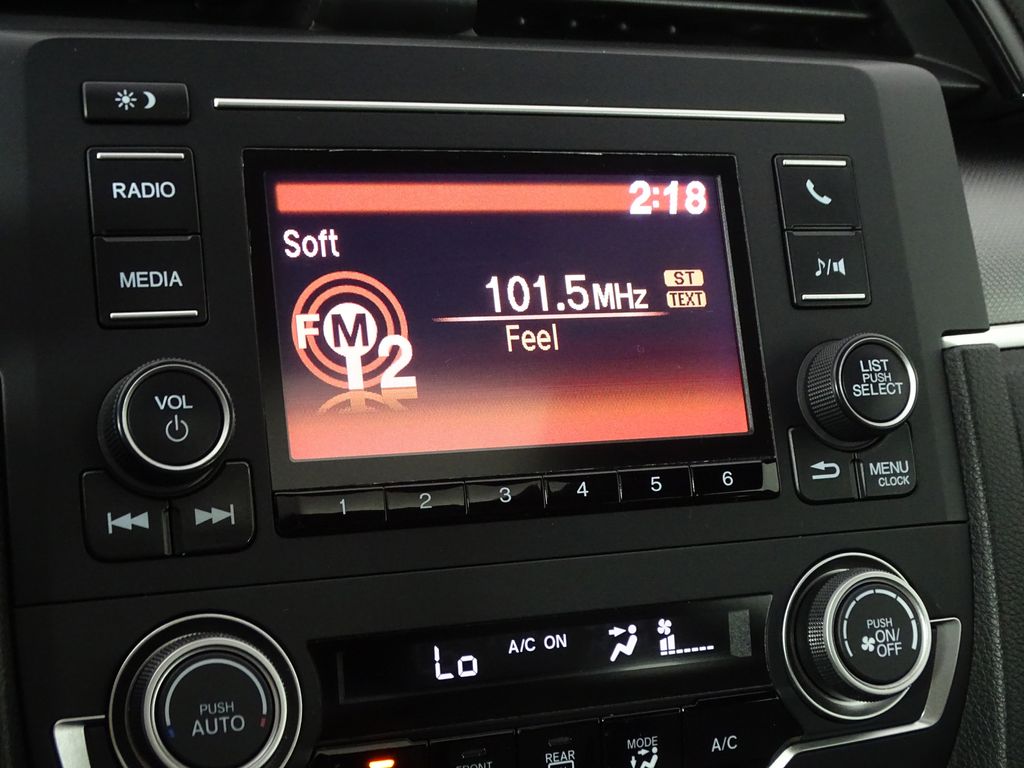 RADIO
MEDIA
VOL
2:18
Soft
FM
2
101.5MHz
ST
TEXT
Feel
LIST
PUSH
SELECT
MENU
CLOCK
1 2 3 4 5 6
PUSH
AUTO
Lo
A/C ON
PUSH
ON/
OFF
FRONT
REAR
MODE
A/C